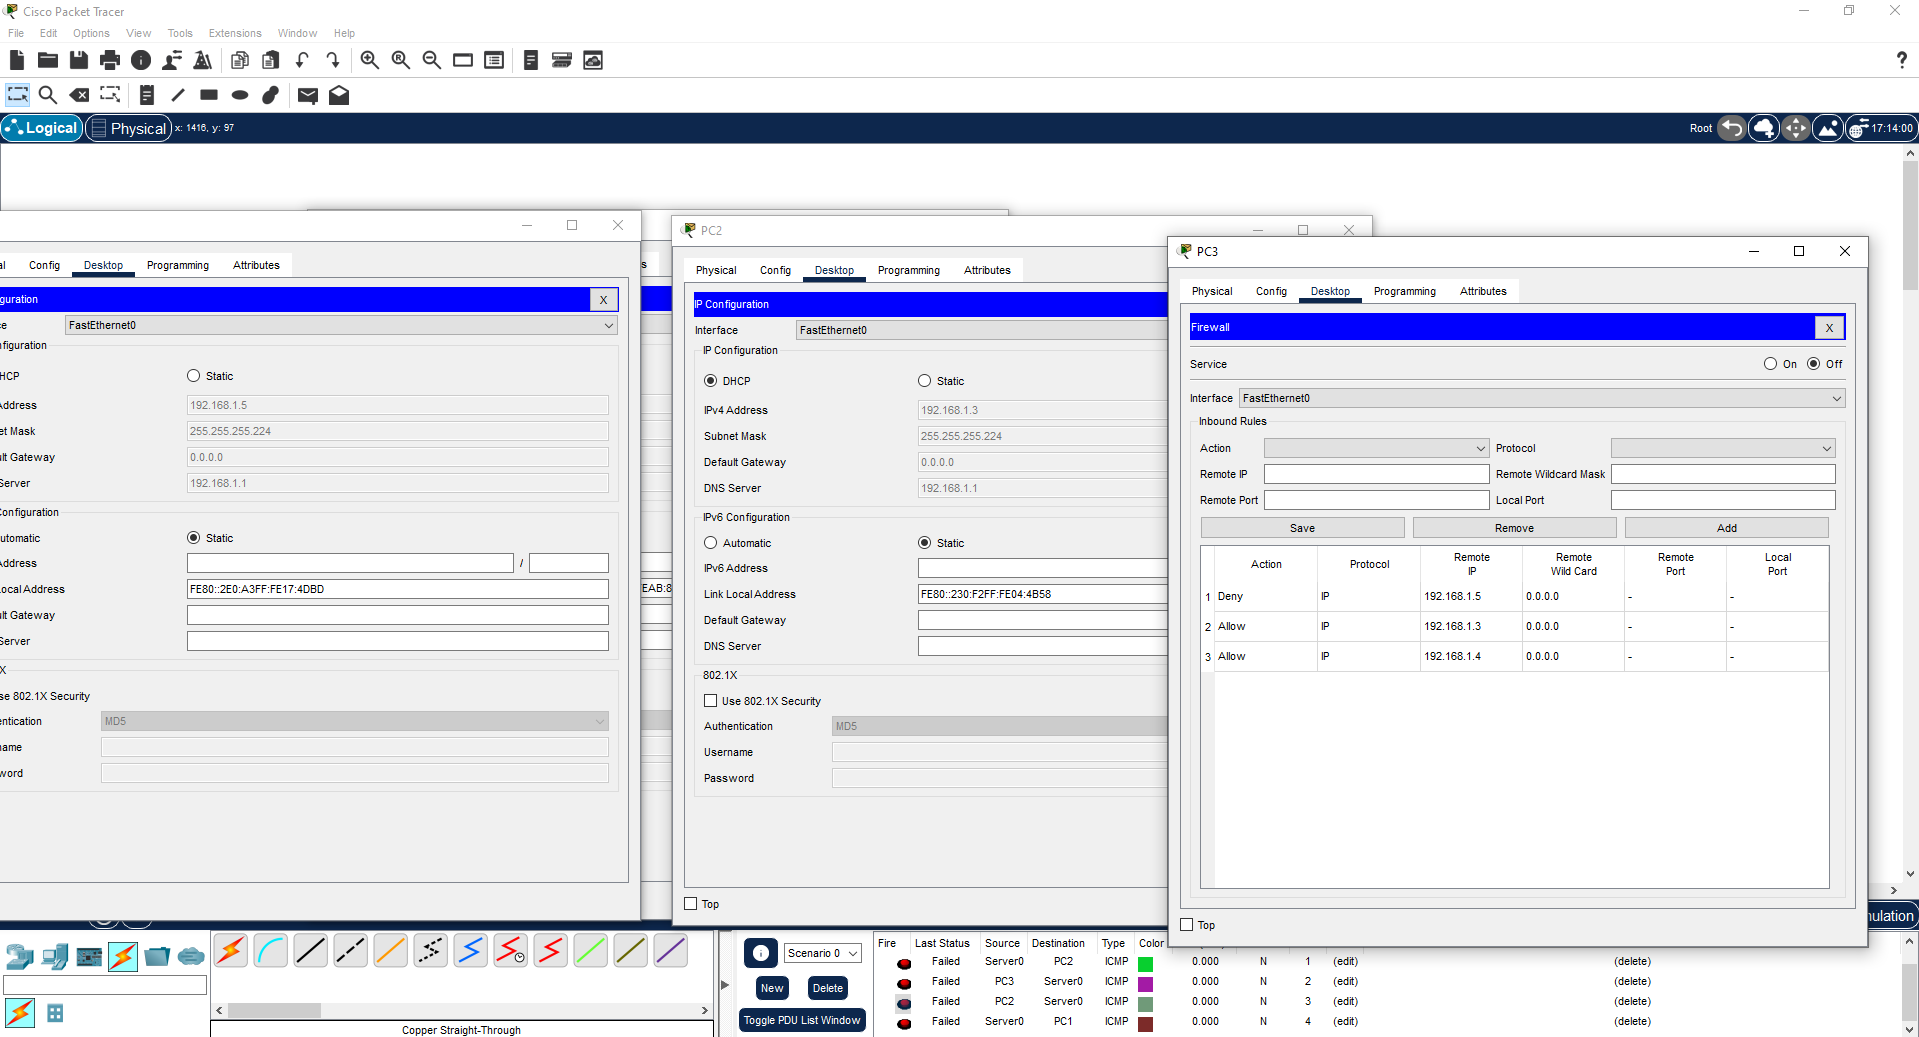 Cisco Packet Tracer
File Edit Options View Tools Extensions Window Help
Logical Physical x: 1416, y: 97 Root 17:14:00
al Config Desktop Programming Attributes
guration X
e FastEthernet0
nfiguration
HCP Static
Address 192.168.1.5
et Mask 255.255.255.224
ult Gateway 0.0.0.0
Server 192.168.1.1
Configuration
utomatic Static
Address /
ocal Address FE80::2E0:A3FF:FE17:4DBD
ult Gateway
Server
X
se 802.1X Security
entication MD5
name
word
s
EAB:8
PC2
Physical Config Desktop Programming Attributes
IP Configuration
Interface FastEthernet0
IP Configuration
DHCP Static
IPv4 Address 192.168.1.3
Subnet Mask 255.255.255.224
Default Gateway 0.0.0.0
DNS Server 192.168.1.1
IPv6 Configuration
Automatic Static
IPv6 Address
Link Local Address FE80::230:F2FF:FE04:4B58
Default Gateway
DNS Server
802.1X
Use 802.1X Security
Authentication MD5
Username
Password
Top
PC3
Physical Config Desktop Programming Attributes
Firewall X
Service On Off
Interface FastEthernet0
Inbound Rules
Action Protocol
Remote IP Remote Wildcard Mask
Remote Port Local Port
Save Remove Add
Action Protocol Remote IP Remote Wild Card Remote Port Local Port
1 Deny IP 192.168.1.5 0.0.0.0 - -
2 Allow IP 192.168.1.3 0.0.0.0 - -
3 Allow IP 192.168.1.4 0.0.0.0 - -
Top
mulation
Copper Straight-Through
Scenario 0
New Delete
Toggle PDU List Window
Fire Last Status Source Destination Type Color
Failed Server0 PC2 ICMP 0.000 N 1 (edit) (delete)
Failed PC3 Server0 ICMP 0.000 N 2 (edit) (delete)
Failed PC2 Server0 ICMP 0.000 N 3 (edit) (delete)
Failed Server0 PC1 ICMP 0.000 N 4 (edit) (delete)